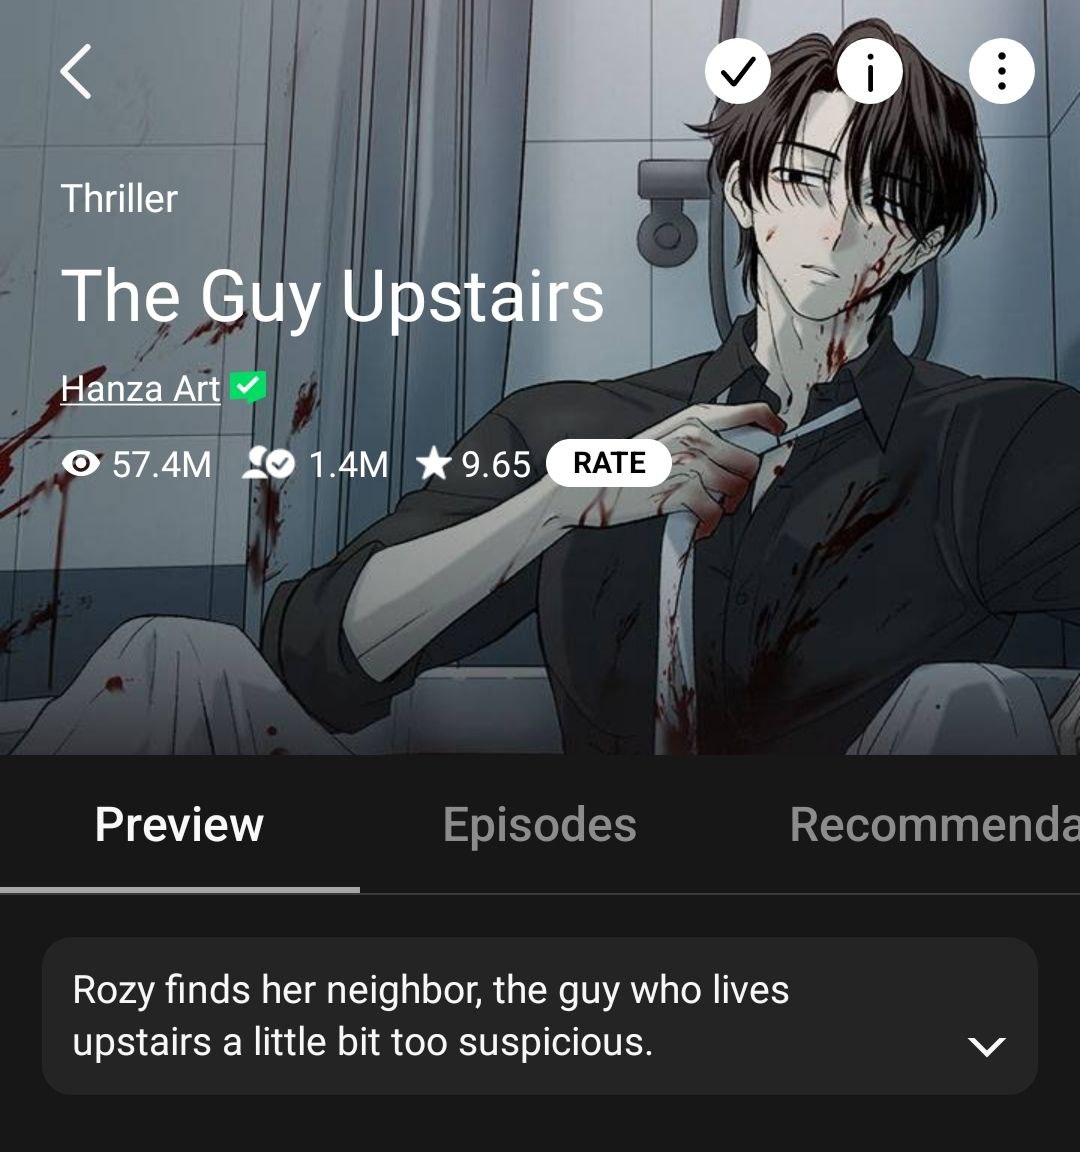 Thriller
The Guy Upstairs
Hanza Art
57.4M 1.4M 9.65 RATE
Preview Episodes Recommenda
Rozy finds her neighbor, the guy who lives
upstairs a little bit too suspicious.